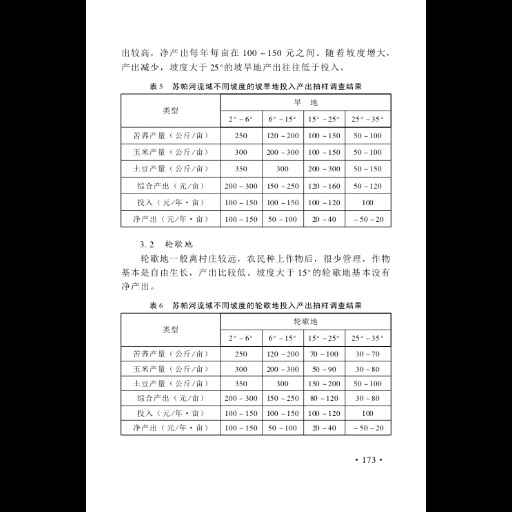 出较高，净产出每年每亩在 100 ~ 150 元之间。随着坡度增大，
产出减少，坡度大于 25°的坡旱地产出往往低于投入。
表 5 苏帕河流域不同坡度的坡旱地投入产出抽样调查结果
类型 旱 地
2° ~ 6° 6° ~ 15° 15° ~ 25° 25° ~ 35°
苦荞产量（公斤/亩） 250 120 ~ 200 100 ~ 150 50 ~ 100
玉米产量（公斤/亩） 300 200 ~ 300 100 ~ 150 50 ~ 100
土豆产量（公斤/亩） 350 300 200 ~ 300 50 ~ 150
综合产出（元/亩） 200 ~ 300 150 ~ 250 120 ~ 160 50 ~ 120
投入（元/年·亩） 100 ~ 150 100 ~ 150 100 ~ 120 100
净产出（元/年·亩） 100 ~ 150 50 ~ 100 20 ~ 40 －50 ~ 20
3. 2 轮歇地
轮歇地一般离村庄较远，农民种上作物后，很少管理，作物
基本是自由生长，产出比较低。坡度大于 15°的轮歇地基本没有
净产出。
表 6 苏帕河流域不同坡度的轮歇地投入产出抽样调查结果
类型 轮歇地
2° ~ 6° 6° ~ 15° 15° ~ 25° 25° ~ 35°
苦荞产量（公斤/亩） 250 120 ~ 200 70 ~ 100 30 ~ 70
玉米产量（公斤/亩） 300 200 ~ 300 50 ~ 90 30 ~ 80
土豆产量（公斤/亩） 350 300 150 ~ 200 50 ~ 100
综合产出（元/亩） 200 ~ 300 150 ~ 250 80 ~ 120 30 ~ 80
投入（元/年·亩） 100 ~ 150 100 ~ 150 100 ~ 120 100
净产出（元/年·亩） 100 ~ 150 50 ~ 100 20 ~ 40 －50 ~ 20
· 173 ·